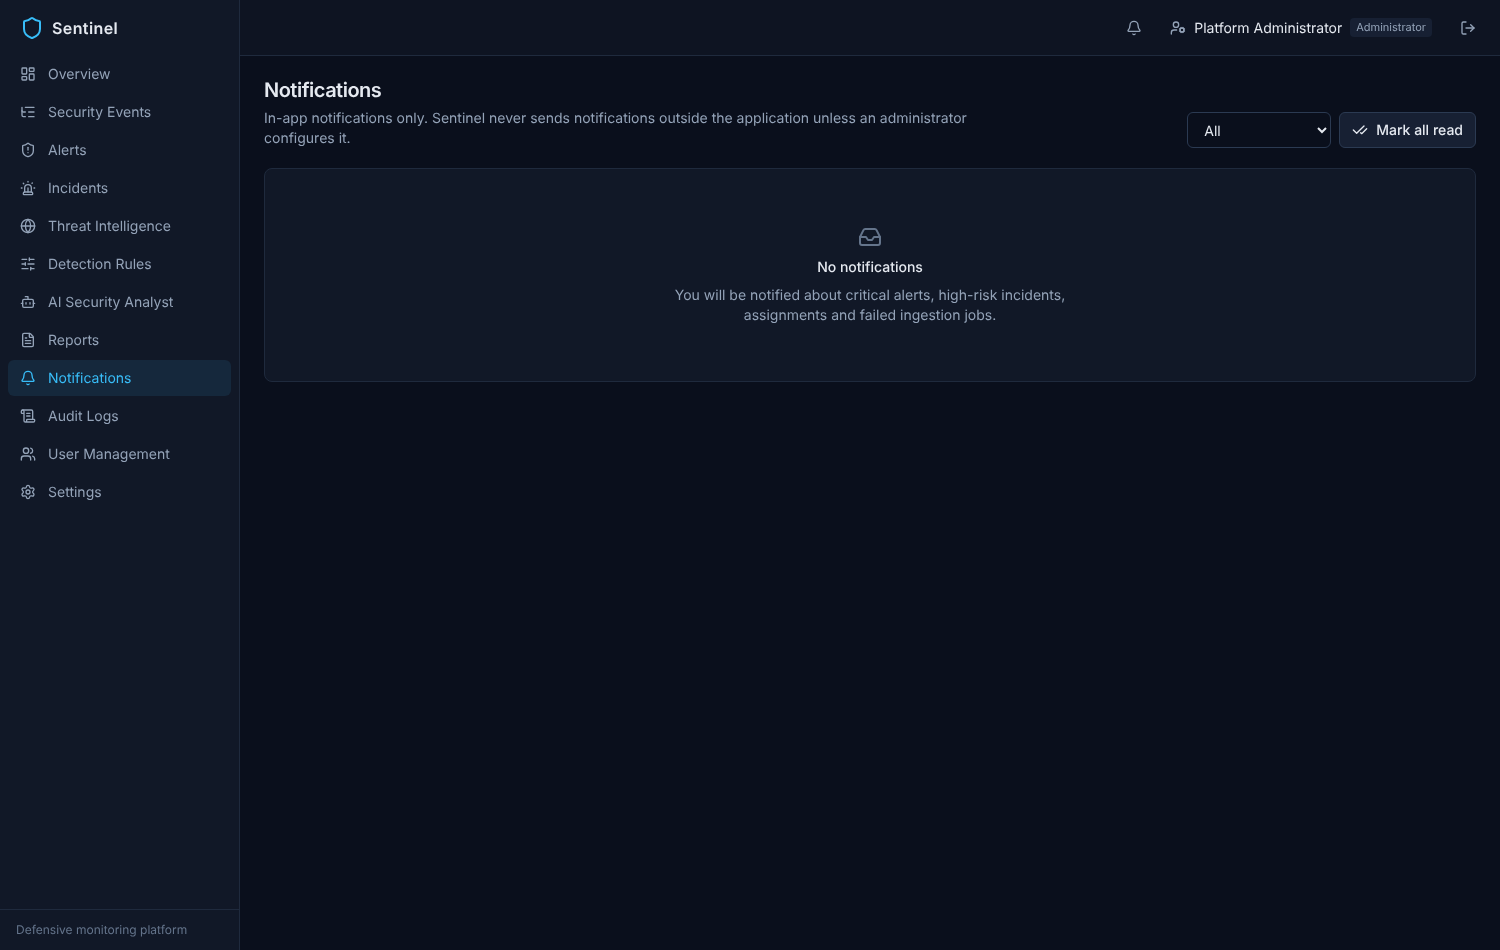 Sentinel
Platform Administrator
Administrator
Overview
Security Events
Alerts
Incidents
Threat Intelligence
Detection Rules
AI Security Analyst
Reports
Notifications
Audit Logs
User Management
Settings
Defensive monitoring platform
Notifications
In-app notifications only. Sentinel never sends notifications outside the application unless an administrator
configures it.
All
Mark all read
No notifications
You will be notified about critical alerts, high-risk incidents,
assignments and failed ingestion jobs.